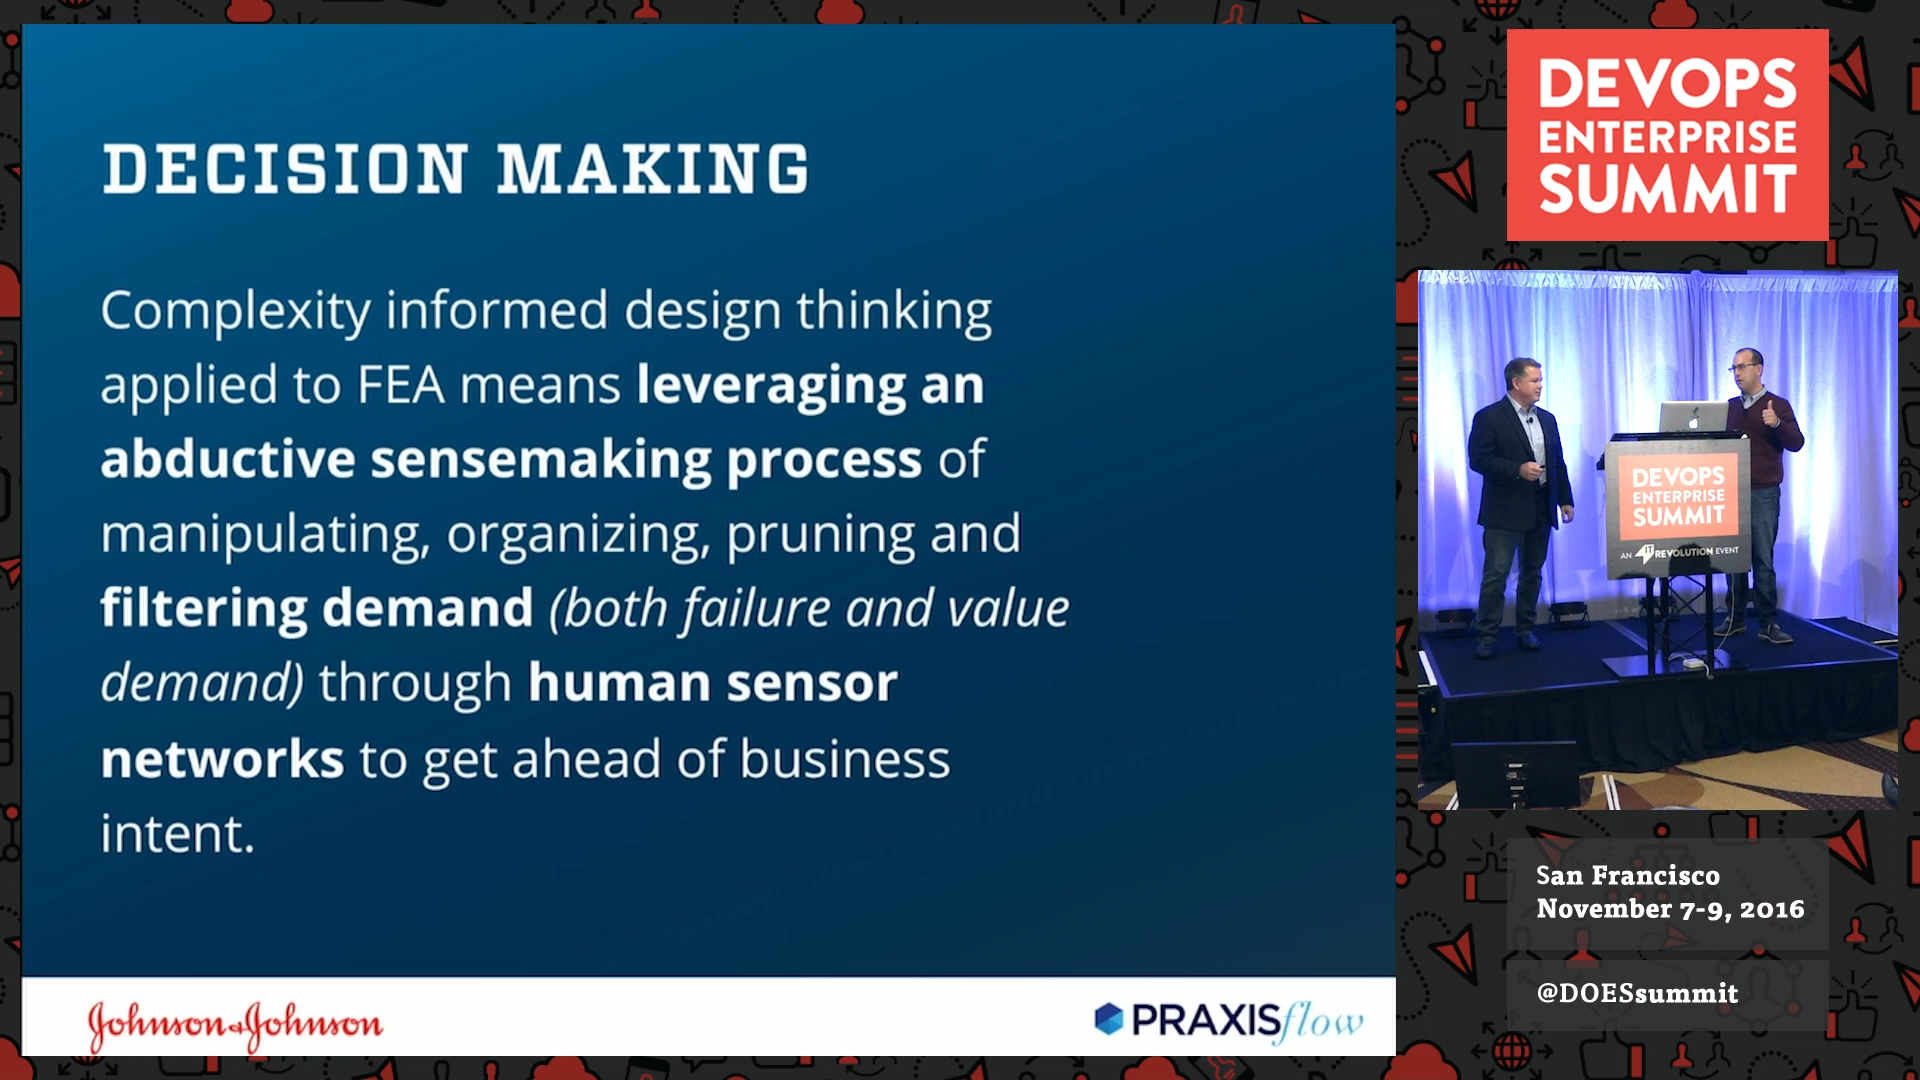 DECISION MAKING
Complexity informed design thinking
applied to FEA means leveraging an
abductive sensemaking process of
manipulating, organizing, pruning and
filtering demand (both failure and value
demand) through human sensor
networks to get ahead of business
intent.
Johnson & Johnson
PRAXISflow
DEVOPS
ENTERPRISE
SUMMIT
DEVOPS
ENTERPRISE
SUMMIT
AN IT REVOLUTION EVENT
San Francisco
November 7-9, 2016
@DOESsummit